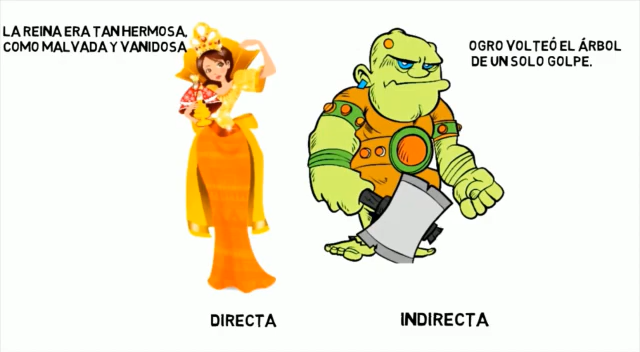 LA REINA ERA TAN HERMOSA,
COMO MALVADA Y VANIDOSA
OGRO VOLTEÓ EL ÁRBOL
DE UN SOLO GOLPE.
DIRECTA
INDIRECTA